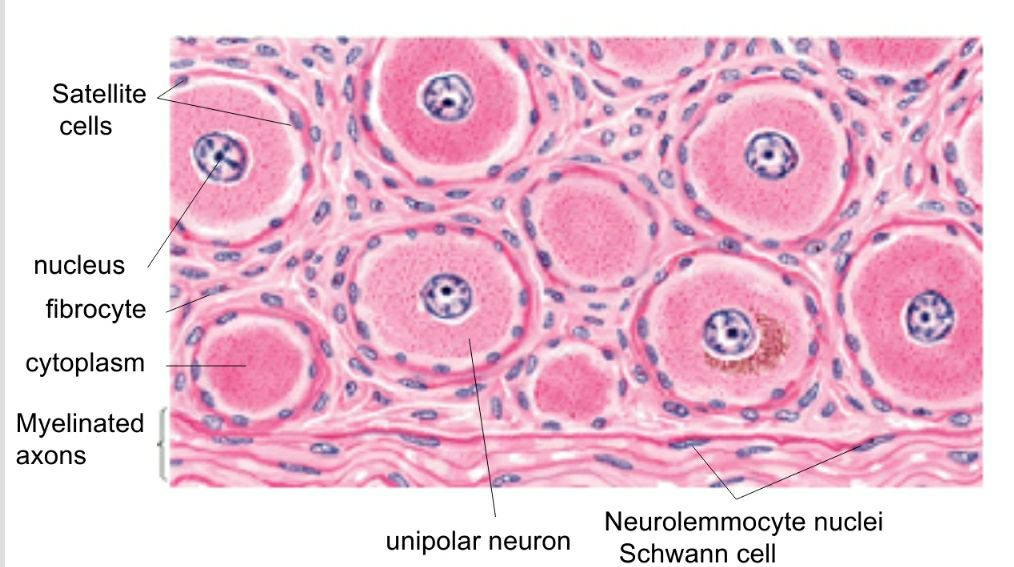 Satellite
cells
nucleus
fibrocyte
cytoplasm
Myelinated
axons
unipolar neuron
Neurolemmocyte nuclei
Schwann cell